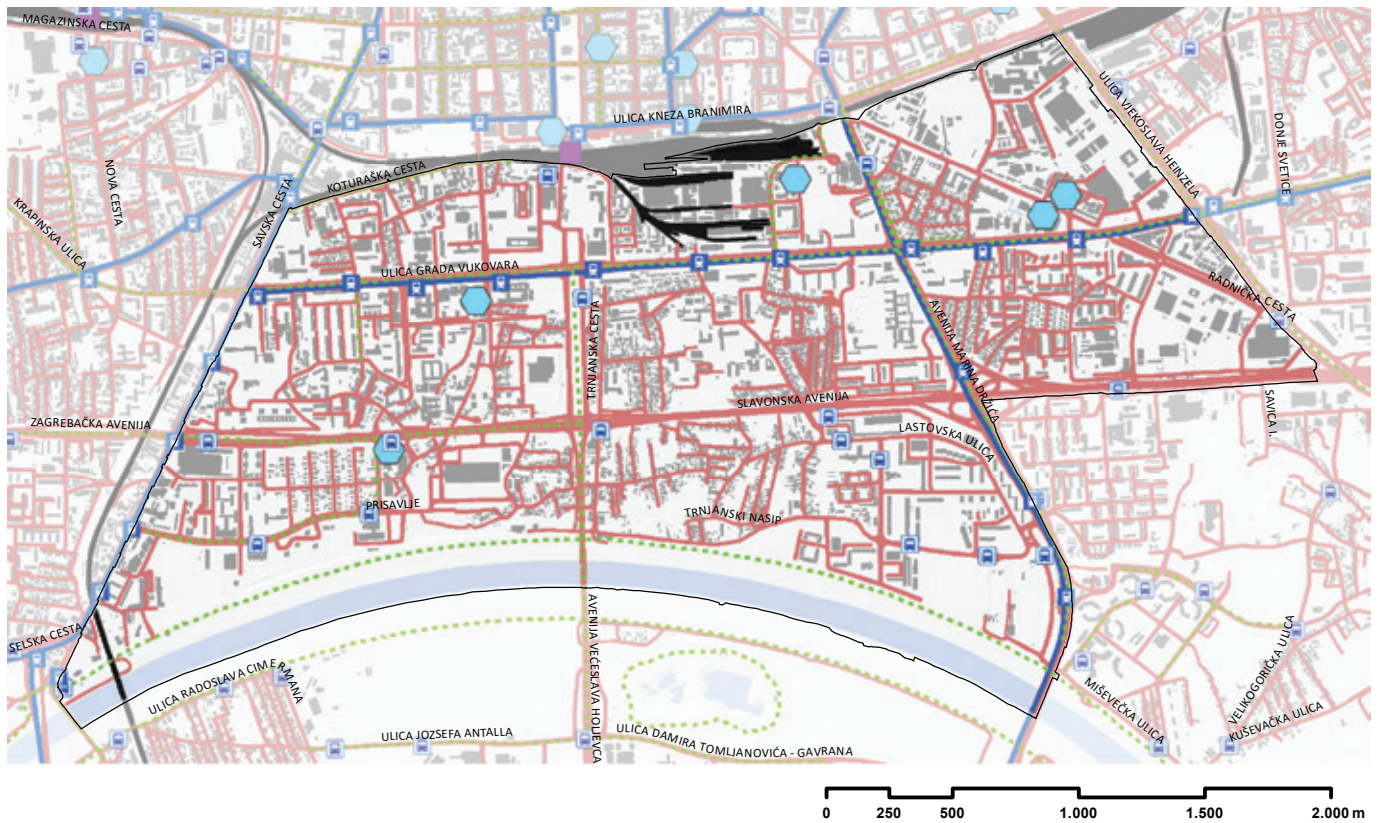 MAGAZINSKA CESTA
ULICA KNEZA BRANIMIRA
ULICA VJEKOSLAVA HEINZELA
DONJE SVETICE
NOVA CESTA
KOTURAŠKA CESTA
SAVSKA CESTA
KRAPINSKA ULICA
ULICA GRADA VUKOVARA
RADNIČKA CESTA
TRNJANSKA CESTA
AVENIJA MARINA DRŽIĆA
SLAVONSKA AVENIJA
SAVICA I.
ZAGREBAČKA AVENIJA
LASTOVSKA ULICA
PRISAVLJE
TRNJANSKI NASIP
SELSKA CESTA
ULICA RADOSLAVA CIMERMANA
AVENIJA VEĆESLAVA HOLJEVCA
MIŠEVEČKA ULICA
VELIKOGORIČKA ULICA
KUŠEVAČKA ULICA
ULICA JOZSEFA ANTALLA
ULICA DAMIRA TOMLJANOVIĆA - GAVRANA
0 250 500 1.000 1.500 2.000 m